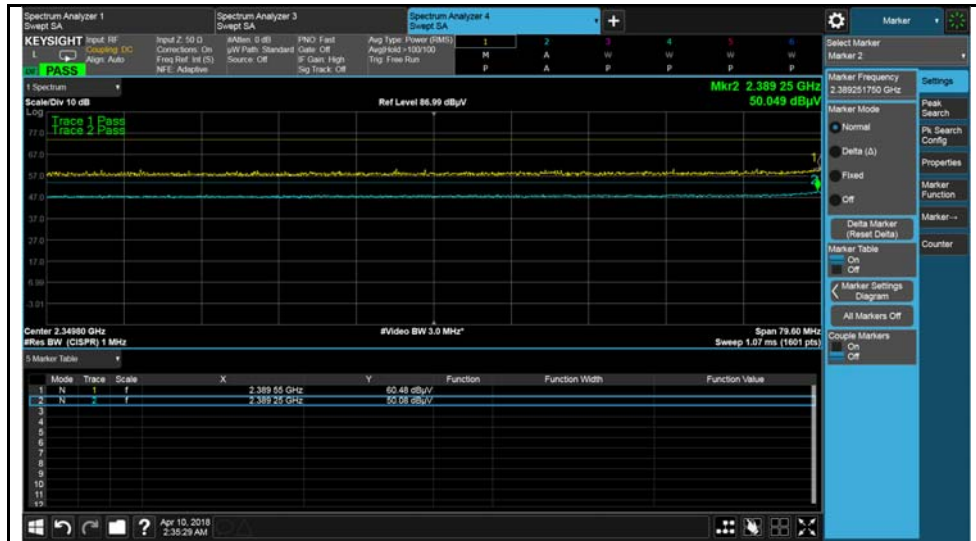 Spectrum Analyzer 1
Swept SA
Spectrum Analyzer 3
Swept SA
Spectrum Analyzer 4
Swept SA
+
Marker
KEYSIGHT
L
PASS
Input: RF
Coupling: DC
Align: Auto
Input Z: 50 Ω
Corrections: On
Freq Ref: Int (S)
NFE: Adaptive
#Atten: 0 dB
µW Path: Standard
Source: Off
PNO: Fast
Gate: Off
IF Gain: High
Sig Track: Off
Avg Type: Power (RMS)
Avg|Hold:>100/100
Trig: Free Run
1 2 3 4 5 6
M A W W W W
P A P P P P
Select Marker
Marker 2
1 Spectrum
Scale/Div 10 dB
Ref Level 86.99 dBµV
Mkr2 2.389 25 GHz
50.049 dBµV
Log
Trace 1 Pass
Trace 2 Pass
77.0
67.0
57.0
47.0
37.0
27.0
17.0
6.99
-3.01
1
2
Center 2.34980 GHz
#Res BW (CISPR) 1 MHz
#Video BW 3.0 MHz*
Span 79.60 MHz
Sweep 1.07 ms (1601 pts)
5 Marker Table
Mode Trace Scale X Y Function Function Width Function Value
1 N 1 f 2.389 55 GHz 60.48 dBµV
2 N 2 f 2.389 25 GHz 50.08 dBµV
3
4
5
6
7
8
9
10
11
12
Marker Frequency
2.389251750 GHz
Marker Mode
Normal
Delta (Δ)
Fixed
Off
Delta Marker
(Reset Delta)
Marker Table
On
Off
Marker Settings
Diagram
All Markers Off
Couple Markers
On
Off
Settings
Peak
Search
Pk Search
Config
Properties
Marker
Function
Marker→
Counter
?
Apr 10, 2018
2:35:29 AM